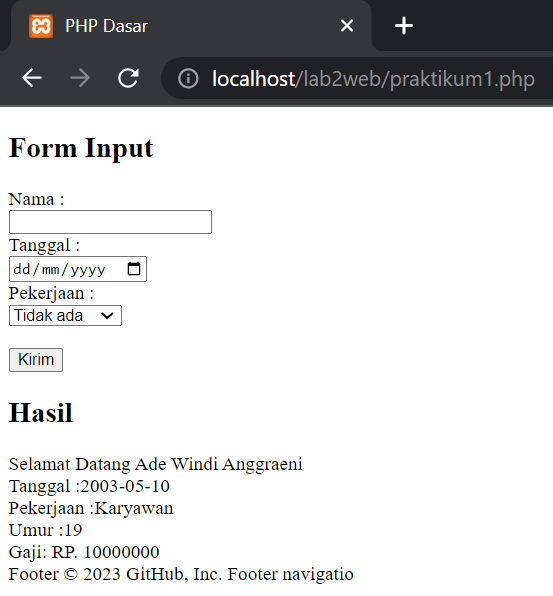 PHP Dasar
localhost/lab2web/praktikum1.php
Form Input
Nama :
Tanggal :
dd/mm/yyyy
Pekerjaan :
Tidak ada
Kirim
Hasil
Selamat Datang Ade Windi Anggraeni
Tanggal :2003-05-10
Pekerjaan :Karyawan
Umur :19
Gaji: RP. 10000000
Footer © 2023 GitHub, Inc. Footer navigatio